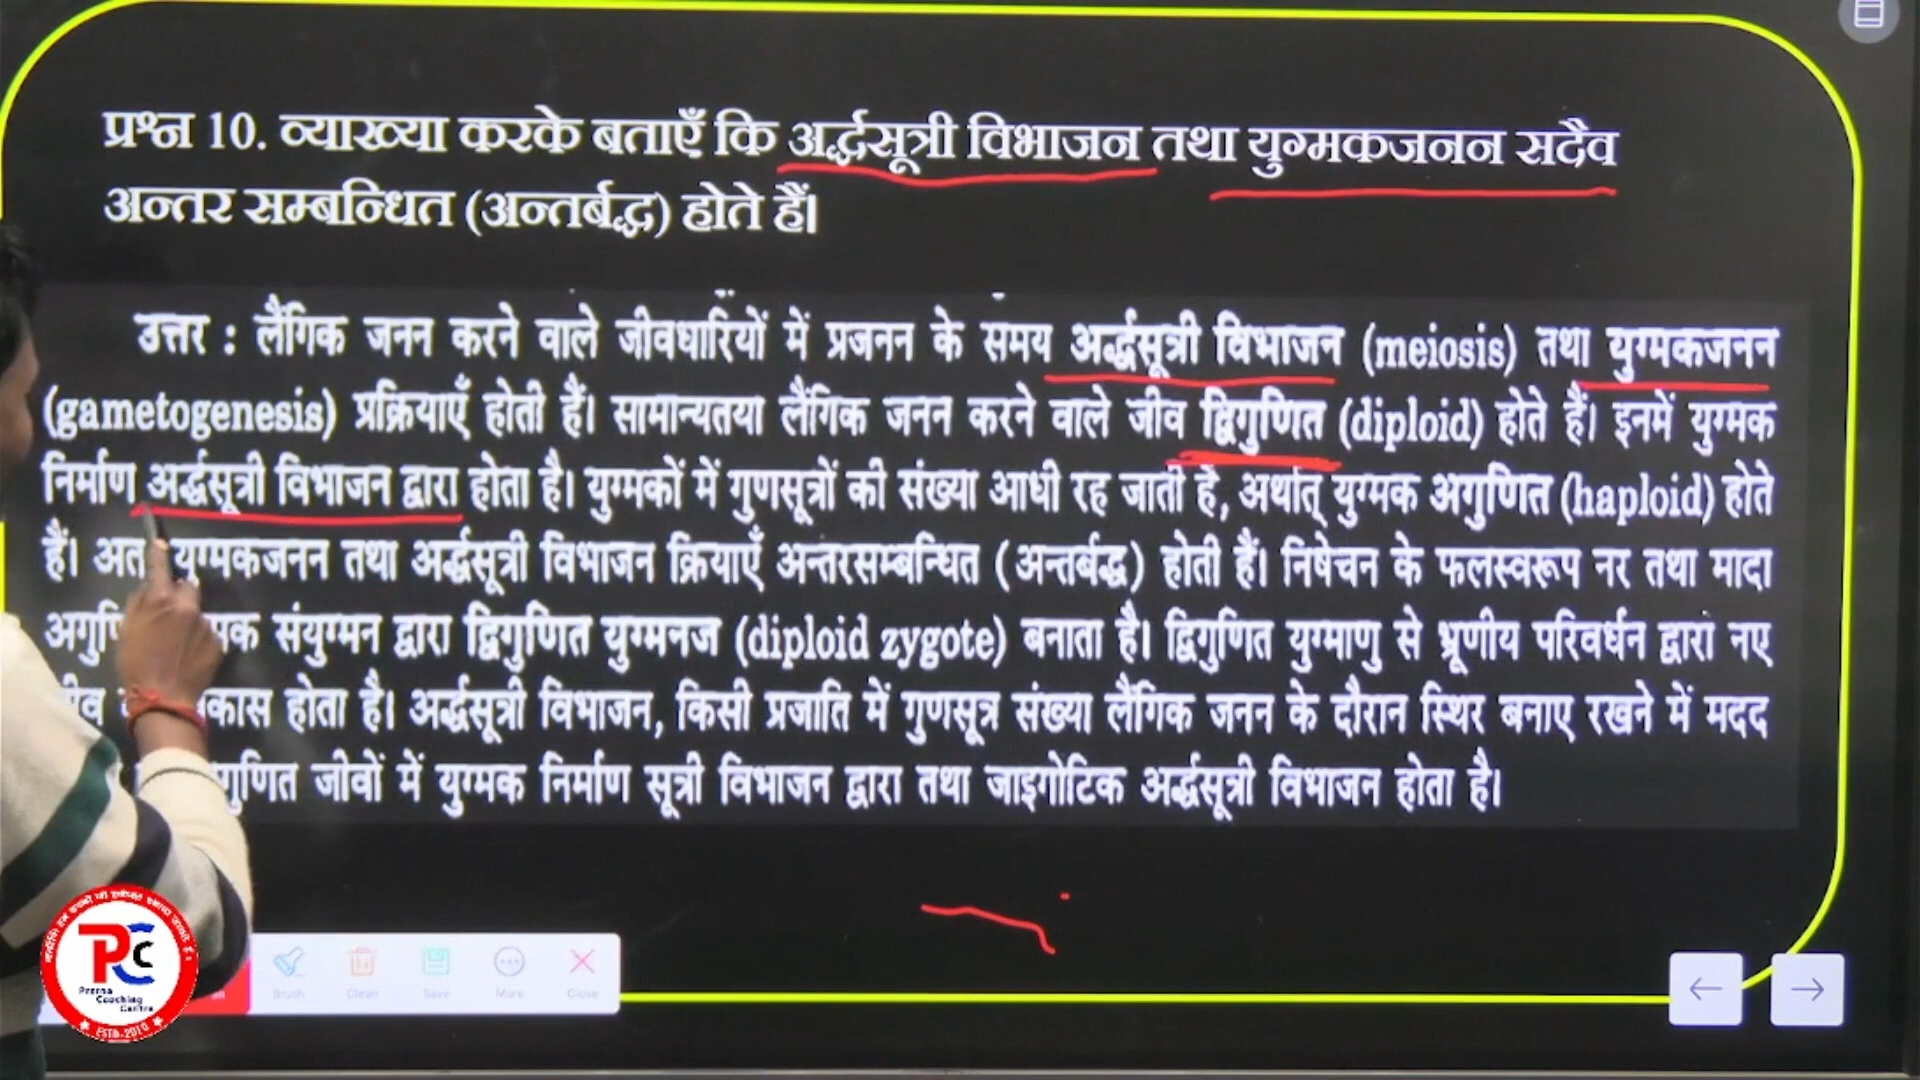 प्रश्न 10. व्याख्या करके बताएँ कि अर्द्धसूत्री विभाजन तथा युग्मकजनन सदैव
अन्तर सम्बन्धित (अन्तर्बद्ध) होते हैं।
उत्तर : लैंगिक जनन करने वाले जीवधारियों में प्रजनन के समय अर्द्धसूत्री विभाजन (meiosis) तथा युग्मकजनन
(gametogenesis) प्रक्रियाएँ होती हैं। सामान्यतया लैंगिक जनन करने वाले जीव द्विगुणित (diploid) होते हैं। इनमें युग्मक
निर्माण अर्द्धसूत्री विभाजन द्वारा होता है। युग्मकों में गुणसूत्रों की संख्या आधी रह जाती है, अर्थात् युग्मक अगुणित (haploid) होते
हैं। अत युग्मकजनन तथा अर्द्धसूत्री विभाजन क्रियाएँ अन्तरसम्बन्धित (अन्तर्बद्ध) होती हैं। निषेचन के फलस्वरूप नर तथा मादा
संयुग्मन द्वारा द्विगुणित युग्मनज (diploid zygote) बनाता है। द्विगुणित युग्माणु से भ्रूणीय परिवर्धन द्वारा नए
होता है। अर्द्धसूत्री विभाजन, किसी प्रजाति में गुणसूत्र संख्या लैंगिक जनन के दौरान स्थिर बनाए रखने में मदद
जीवों में युग्मक निर्माण सूत्री विभाजन द्वारा तथा जाइगोटिक अर्द्धसूत्री विभाजन होता है।
Brush Clean Save More Close
PCC
Prerna
Coaching
Centre
ESTD-2010